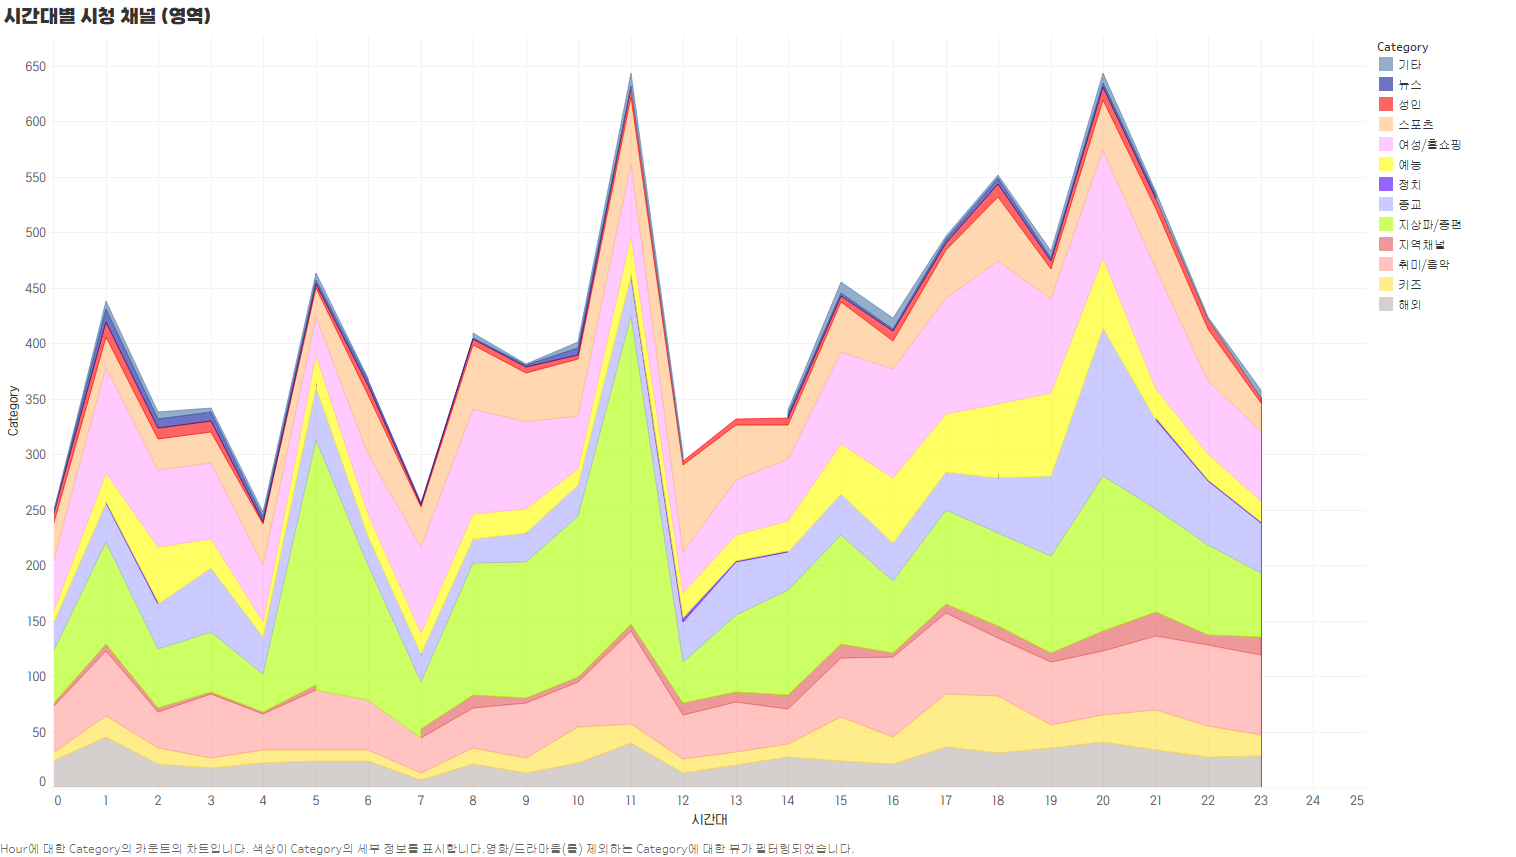 시간대별 시청 채널 (영역)
Category
기타
뉴스
성인
스포츠
여성/홈쇼핑
예능
정치
종교
지상파/종편
지역채널
취미/음악
키즈
해외
650
600
550
500
450
400
350
300
250
200
150
100
50
0
Category
0 1 2 3 4 5 6 7 8 9 10 11 12 13 14 15 16 17 18 19 20 21 22 23 24 25
시간대
Hour에 대한 Category의 카운트의 차트입니다. 색상이 Category의 세부 정보를 표시합니다.영화/드라마을(를) 제외하는 Category에 대한 뷰가 필터링되었습니다.